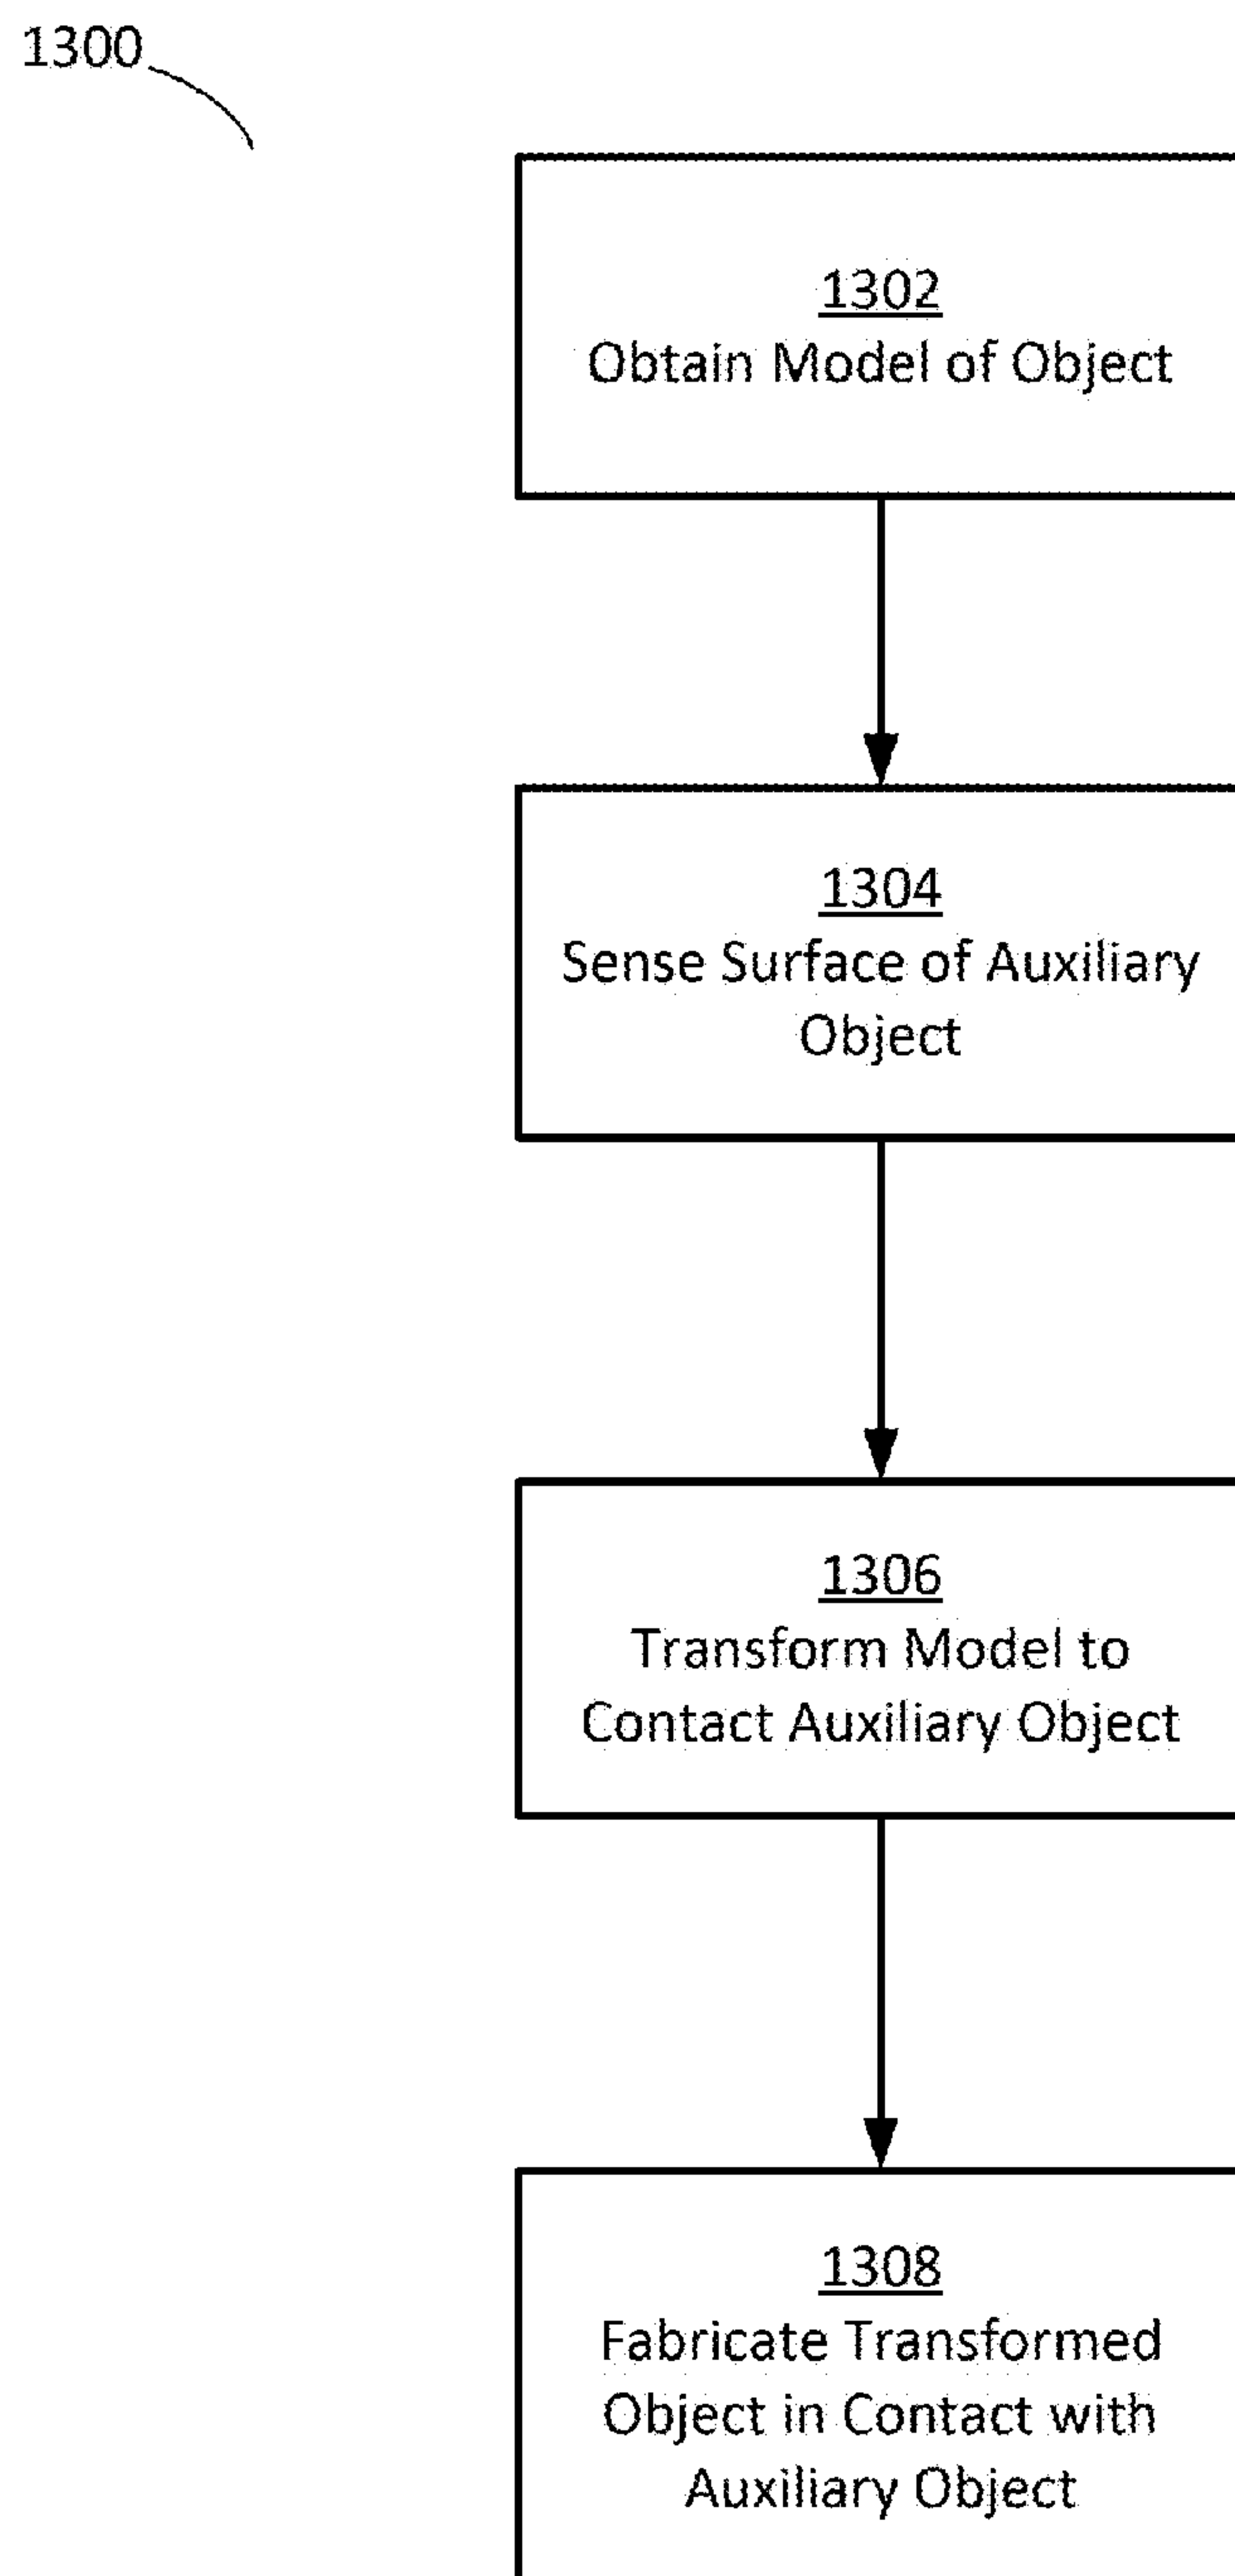 1300
1302
Obtain Model of Object
1304
Sense Surface of Auxiliary
Object
1306
Transform Model to
Contact Auxiliary Object
1308
Fabricate Transformed
Object in Contact with
Auxiliary Object